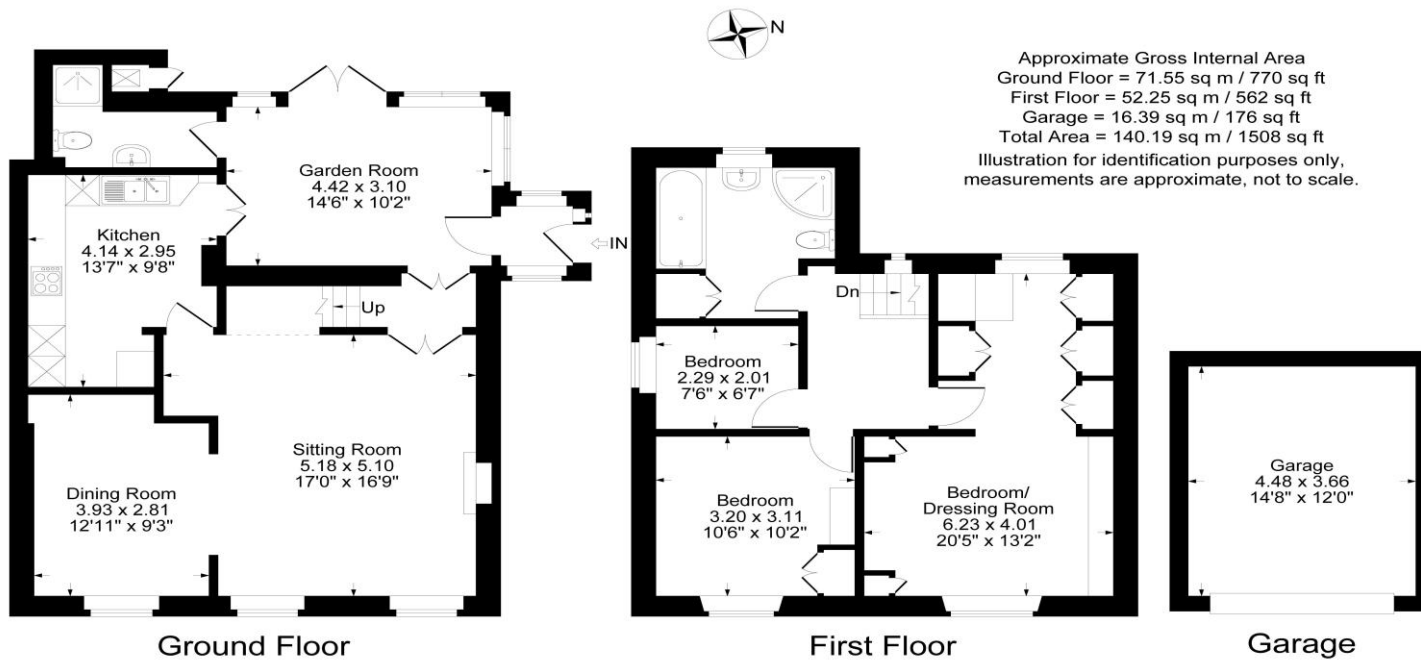 N
Approximate Gross Internal Area
Ground Floor = 71.55 sq m / 770 sq ft
First Floor = 52.25 sq m / 562 sq ft
Garage = 16.39 sq m / 176 sq ft
Total Area = 140.19 sq m / 1508 sq ft
Illustration for identification purposes only,
measurements are approximate, not to scale.
Garden Room
4.42 x 3.10
14'6" x 10'2"
Kitchen
4.14 x 2.95
13'7" x 9'8"
IN
Up
Sitting Room
5.18 x 5.10
17'0" x 16'9"
Dining Room
3.93 x 2.81
12'11" x 9'3"
Ground Floor
Dn
Bedroom
2.29 x 2.01
7'6" x 6'7"
Bedroom
3.20 x 3.11
10'6" x 10'2"
Bedroom/
Dressing Room
6.23 x 4.01
20'5" x 13'2"
First Floor
Garage
4.48 x 3.66
14'8" x 12'0"
Garage